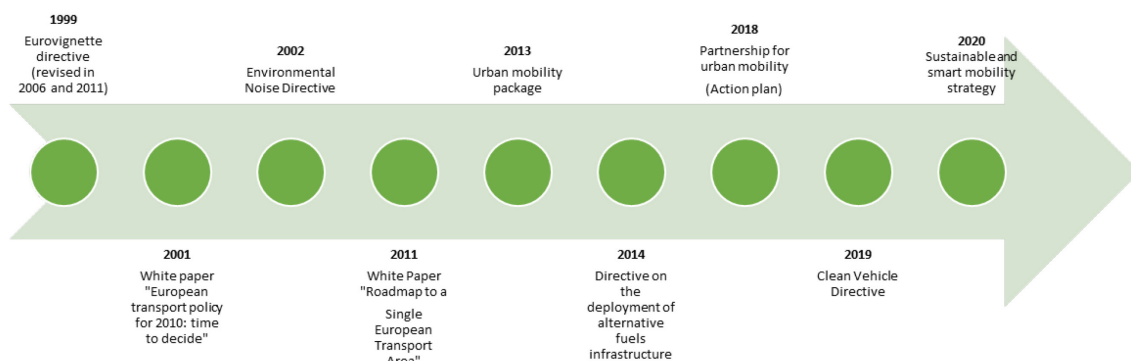 1999
Eurovignette
directive
(revised in
2006 and 2011)
2001
White paper
"European
transport policy
for 2010: time
to decide"
2002
Environmental
Noise Directive
2011
White Paper
"Roadmap to a
Single
European
Transport
Area"
2013
Urban mobility
package
2014
Directive on
the
deployment of
alternative
fuels
infrastructure
2018
Partnership for
urban mobility
(Action plan)
2019
Clean Vehicle
Directive
2020
Sustainable and
smart mobility
strategy